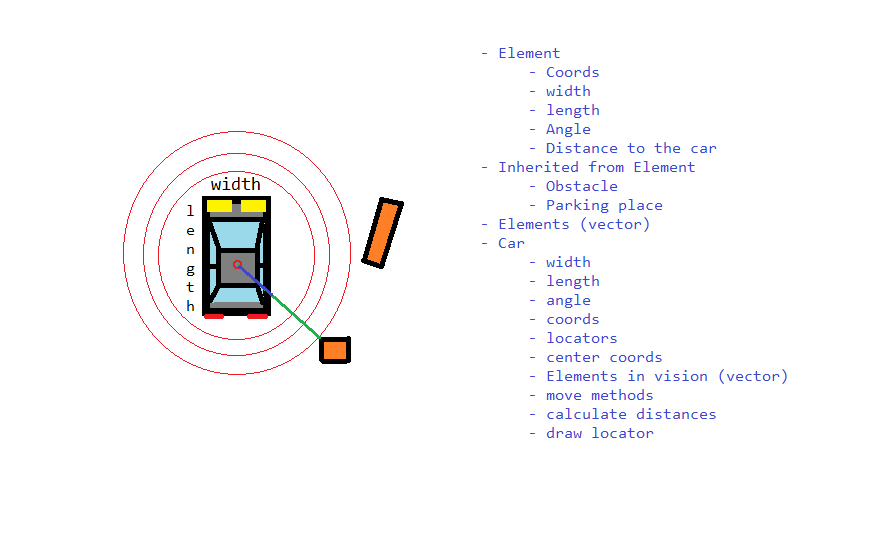 width
length
- Element
- Coords
- width
- length
- Angle
- Distance to the car
- Inherited from Element
- Obstacle
- Parking place
- Elements (vector)
- Car
- width
- length
- angle
- coords
- locators
- center coords
- Elements in vision (vector)
- move methods
- calculate distances
- draw locator